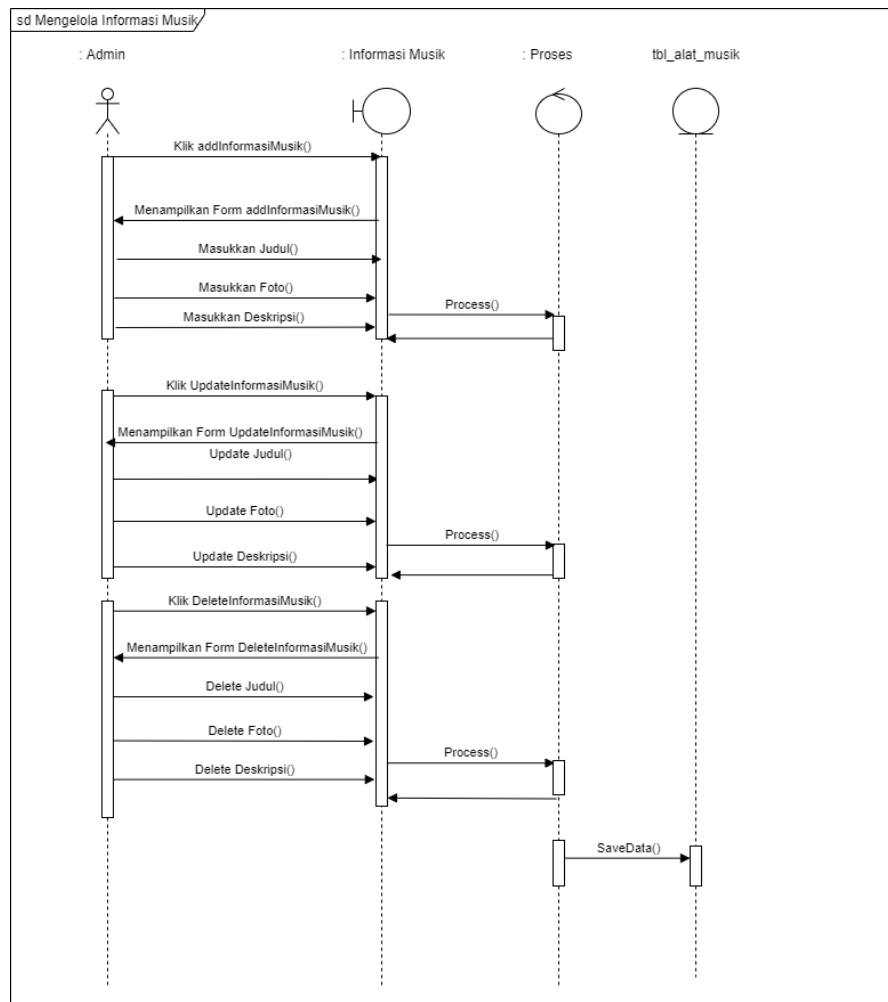 sd Mengelola Informasi Musik
: Admin
: Informasi Musik
: Proses
tbl_alat_musik
Klik addInformasiMusik()
Menampilkan Form addInformasiMusik()
Masukkan Judul()
Masukkan Foto()
Process()
Masukkan Deskripsi()
Klik UpdateInformasiMusik()
Menampilkan Form UpdateInformasiMusik()
Update Judul()
Update Foto()
Process()
Update Deskripsi()
Klik DeleteInformasiMusik()
Menampilkan Form DeleteInformasiMusik()
Delete Judul()
Delete Foto()
Process()
Delete Deskripsi()
SaveData()